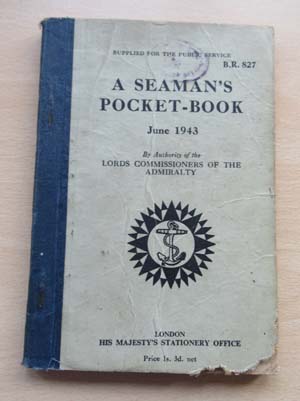 SUPPLIED FOR THE PUBLIC SERVICE
B.R. 827
A SEAMAN'S
POCKET-BOOK
June 1943
By Authority of the
LORDS COMMISSIONERS OF THE
ADMIRALTY
LONDON
HIS MAJESTY'S STATIONERY OFFICE
Price 1s. 3d. net